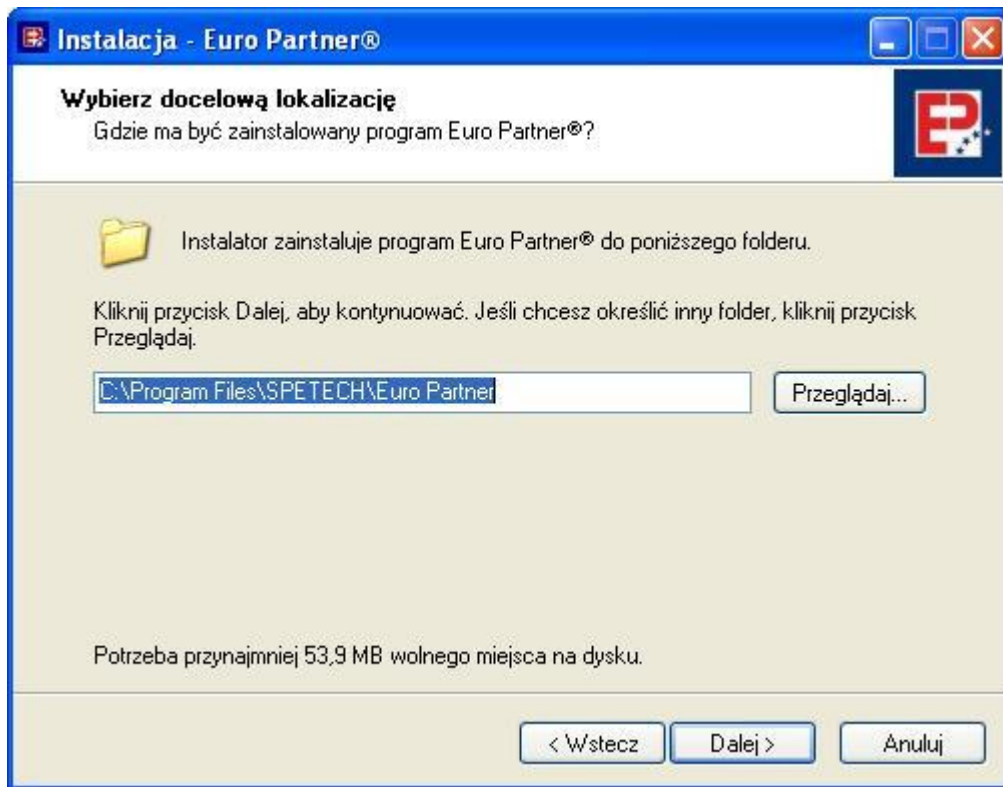 Instalacja - Euro Partner®
Wybierz docelową lokalizację
Gdzie ma być zainstalowany program Euro Partner®?
EP
Instalator zainstaluje program Euro Partner® do poniższego folderu.
Kliknij przycisk Dalej, aby kontynuować. Jeśli chcesz określić inny folder, kliknij przycisk
Przeglądaj.
C:\Program Files\SPETECH\Euro Partner
Przeglądaj...
Potrzeba przynajmniej 53,9 MB wolnego miejsca na dysku.
< Wstecz
Dalej >
Anuluj